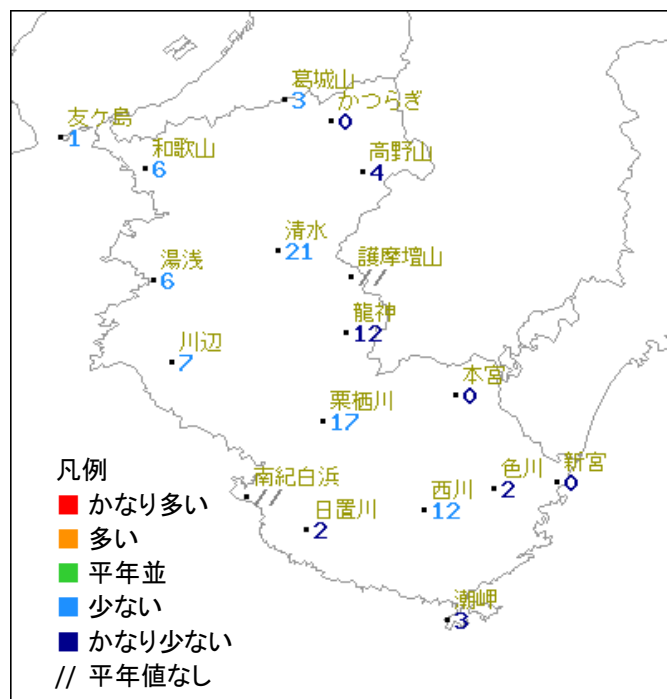 葛城山
3
かつらぎ
0
友ケ島
1
和歌山
6
高野山
4
清水
21
護摩壇山
//
湯浅
6
龍神
12
川辺
7
本宮
0
栗栖川
17
南紀白浜
//
日置川
2
西川
12
色川
2
新宮
0
潮岬
3
凡例
かなり多い
多い
平年並
少ない
かなり少ない
// 平年値なし